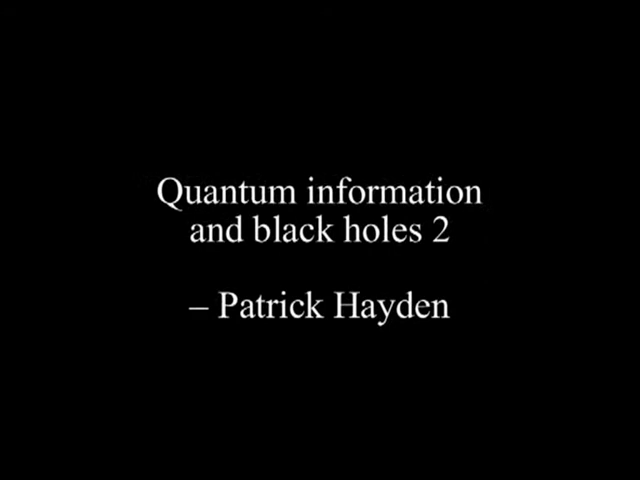 Quantum information
and black holes 2
– Patrick Hayden